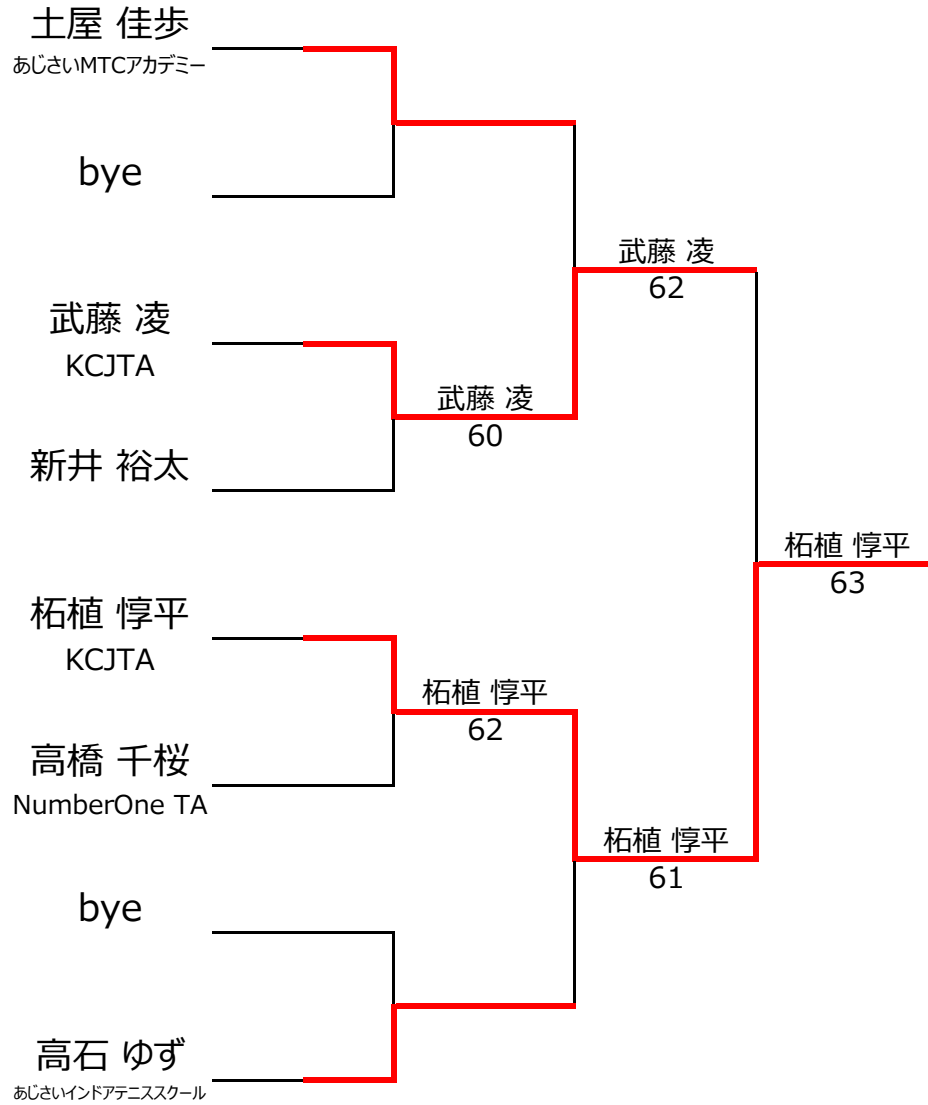 土屋 佳歩
あじさいMTCアカデミー
bye
武藤 凌
62
武藤 凌
KCJTA
武藤 凌
60
新井 裕太
柘植 惇平
63
柘植 惇平
KCJTA
柘植 惇平
62
高橋 千桜
NumberOne TA
柘植 惇平
61
bye
高石 ゆず
あじさいインドアテニススクール